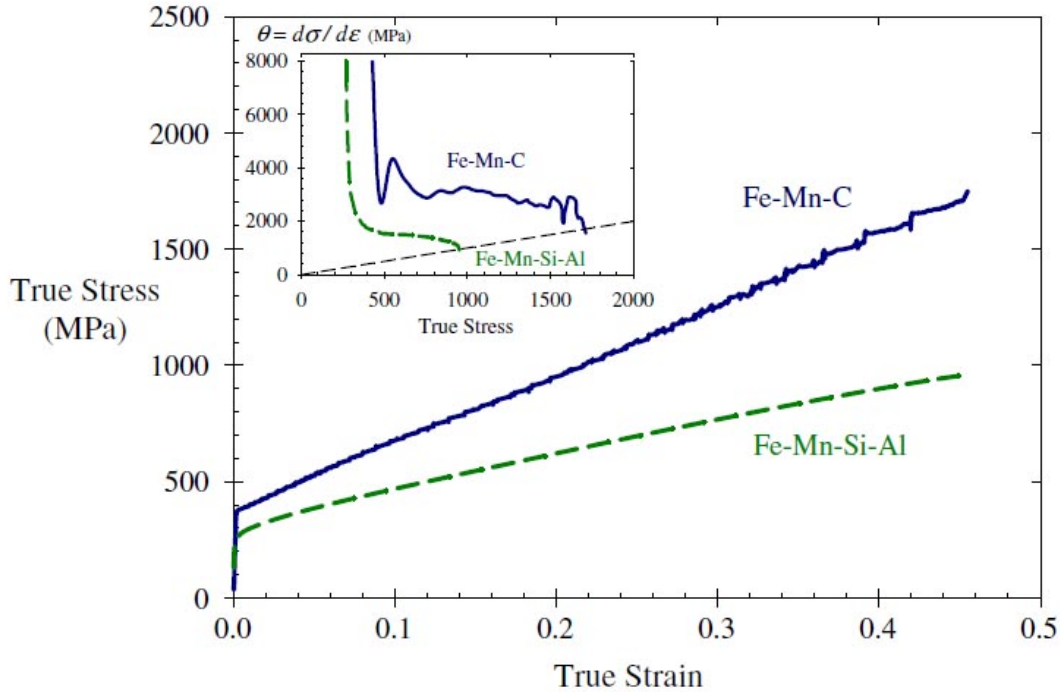 2500
θ = dσ/dε (MPa)
8000
6000
4000
2000
0
0
500
1000
1500
2000
True Stress
Fe-Mn-C
Fe-Mn-Si-Al
2000
1500
1000
500
0
Fe-Mn-C
Fe-Mn-Si-Al
True Stress
(MPa)
0.0
0.1
0.2
0.3
0.4
0.5
True Strain